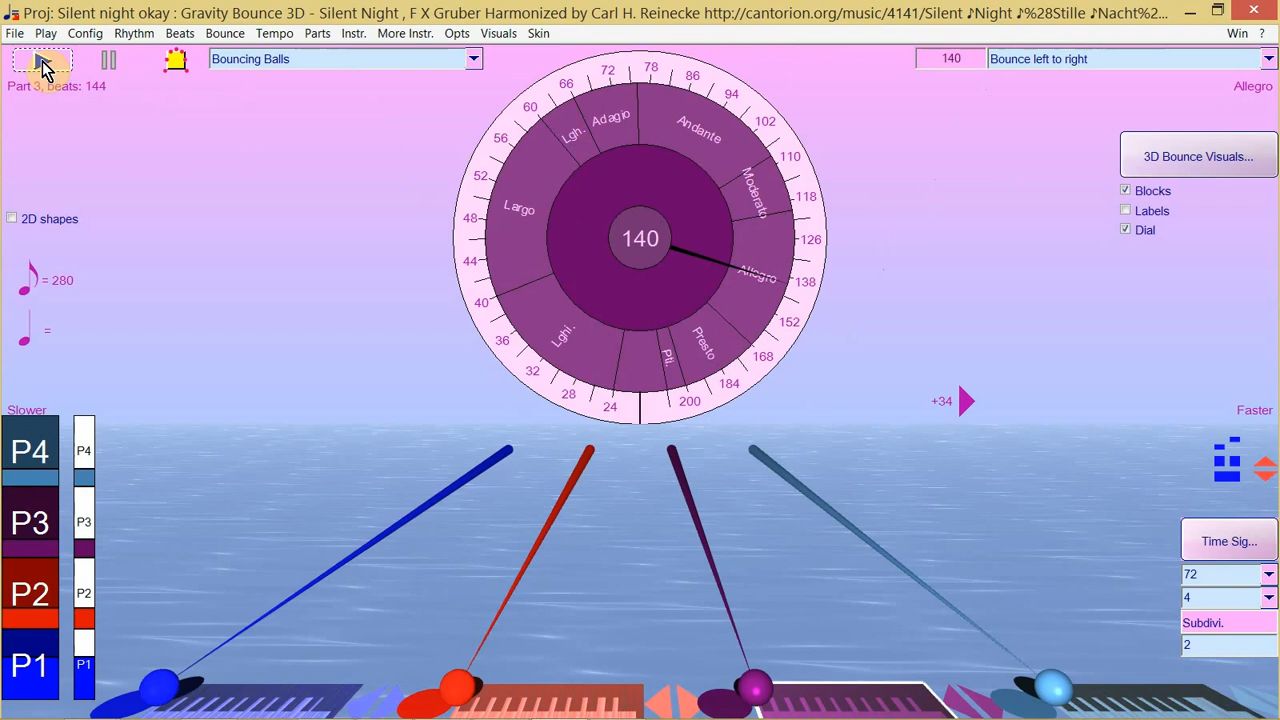 Proj: Silent night okay : Gravity Bounce 3D - Silent Night , F X Gruber Harmonized by Carl H. Reinecke http://cantorion.org/music/4141/Silent ♪Night ♪%28Stille ♪Nacht%2...
File Play Config Rhythm Beats Bounce Tempo Parts Instr. More Instr. Opts Visuals Skin Win ?
Bouncing Balls 140 Bounce left to right
Part 3, beats: 144 Allegro
3D Bounce Visuals...
Blocks
Labels
Dial
2D shapes
= 280
=
24 28 32 36 40 44 48 52 56 60 66 72 78 86 94 102 110 118 126 138 152 168 184 200
Lghi. Largo Lgh. Adagio Andante Moderato Allegro Presto Pti.
140
+34
Slower Faster
P4 P4
P3 P3
P2 P2
P1 P1
Time Sig...
72
4
Subdivi.
2